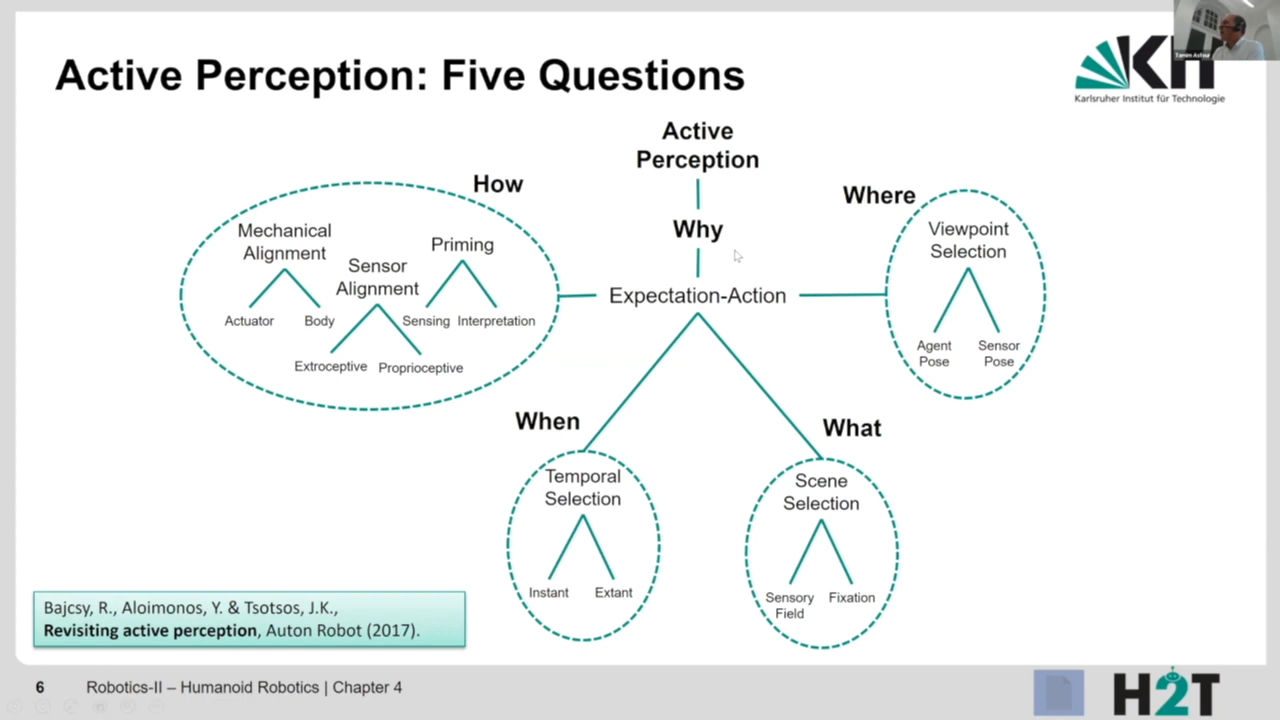 Active Perception: Five Questions
KIT
Karlsruher Institut für Technologie
Tamim Asfour
Active
Perception
Why
Expectation-Action
How
Mechanical
Alignment
Actuator
Body
Sensor
Alignment
Extroceptive
Proprioceptive
Priming
Sensing
Interpretation
Where
Viewpoint
Selection
Agent
Pose
Sensor
Pose
When
Temporal
Selection
Instant
Extant
What
Scene
Selection
Sensory
Field
Fixation
Bajcsy, R., Aloimonos, Y. & Tsotsos, J.K.,
Revisiting active perception, Auton Robot (2017).
6
Robotics-II – Humanoid Robotics | Chapter 4
H2T